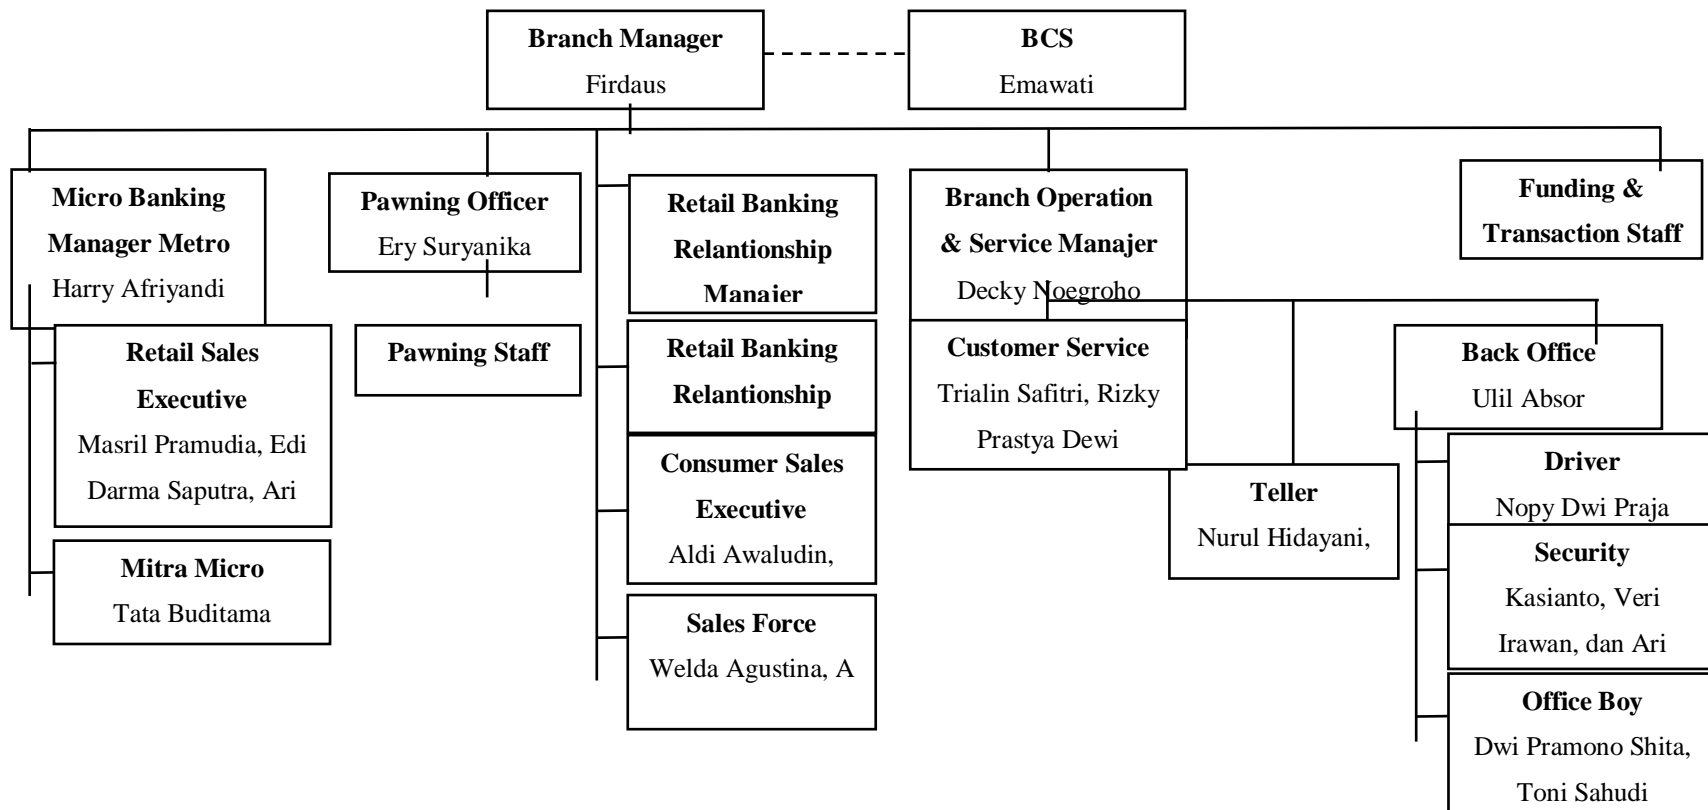 Branch Manager
Firdaus
BCS
Emawati
Micro Banking
Manager Metro
Harry Afriyandi
Pawning Officer
Ery Suryanika
Retail Banking
Relantionship
Manajer
Branch Operation
& Service Manajer
Decky Noegroho
Funding &
Transaction Staff
Retail Sales
Executive
Masril Pramudia, Edi
Darma Saputra, Ari
Pawning Staff
Retail Banking
Relantionship
Customer Service
Trialin Safitri, Rizky
Prastya Dewi
Back Office
Ulil Absor
Consumer Sales
Executive
Aldi Awaludin,
Teller
Nurul Hidayani,
Driver
Nopy Dwi Praja
Mitra Micro
Tata Buditama
Sales Force
Welda Agustina, A
Security
Kasianto, Veri
Irawan, dan Ari
Office Boy
Dwi Pramono Shita,
Toni Sahudi